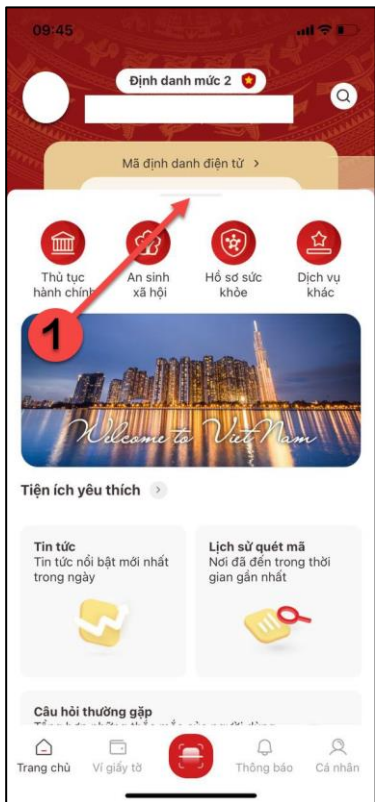 09:45
Định danh mức 2
Mã định danh điện tử >
Thủ tục
hành chính
An sinh
xã hội
Hồ sơ sức
khỏe
Dịch vụ
khác
1
Welcome to Việt Nam
Tiện ích yêu thích >
Tin tức
Tin tức nổi bật mới nhất
trong ngày
Lịch sử quét mã
Nơi đã đến trong thời
gian gần nhất
Câu hỏi thường gặp
Trang chủ
Ví giấy tờ
Thông báo
Cá nhân